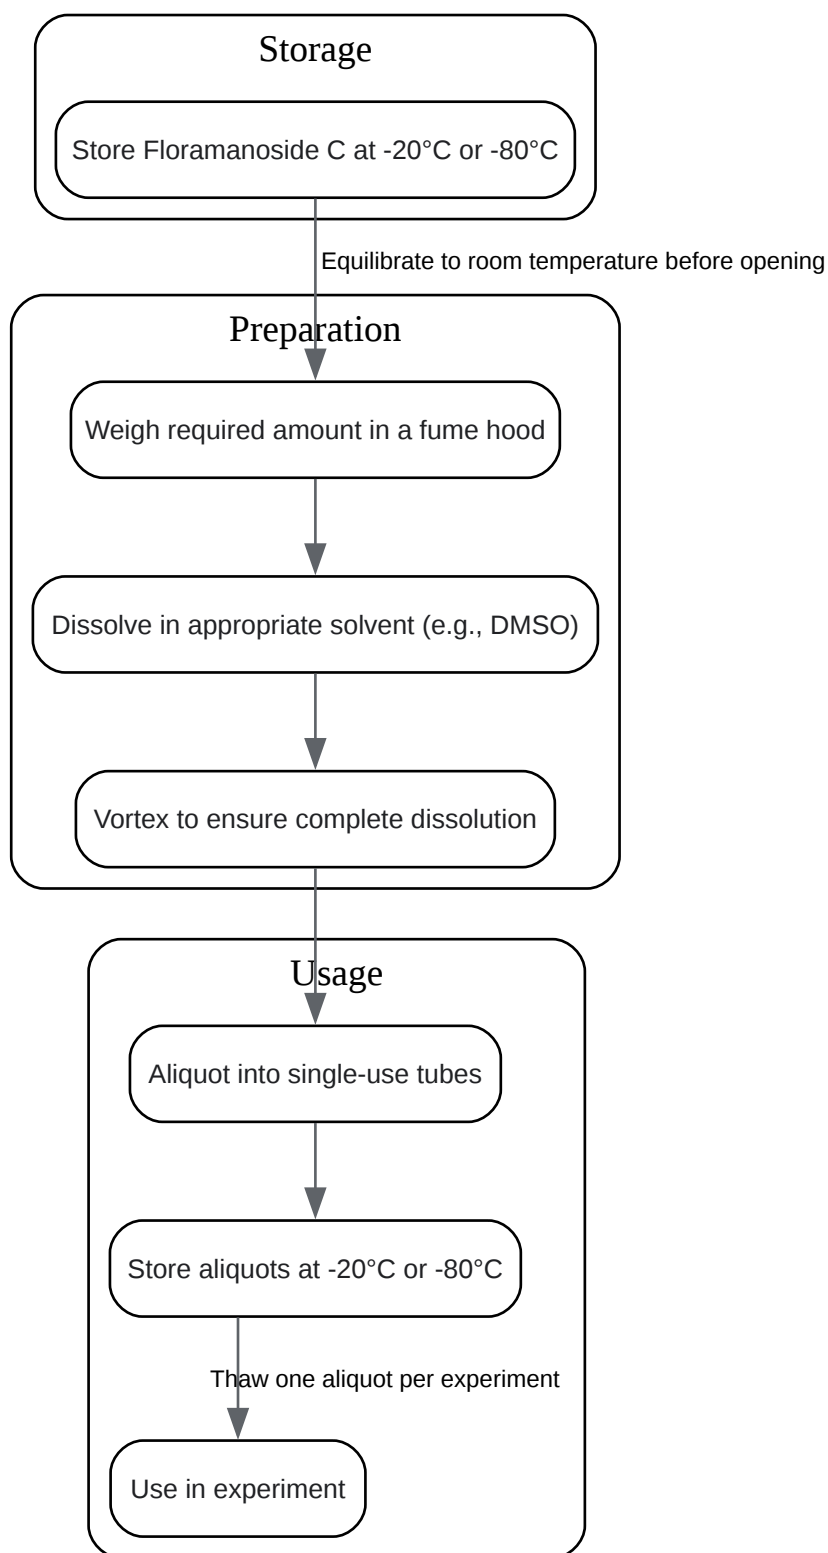 Storage
Store Floramanoside C at -20°C or -80°C
Equilibrate to room temperature before opening
Preparation
Weigh required amount in a fume hood
Dissolve in appropriate solvent (e.g., DMSO)
Vortex to ensure complete dissolution
Usage
Aliquot into single-use tubes
Store aliquots at -20°C or -80°C
Thaw one aliquot per experiment
Use in experiment